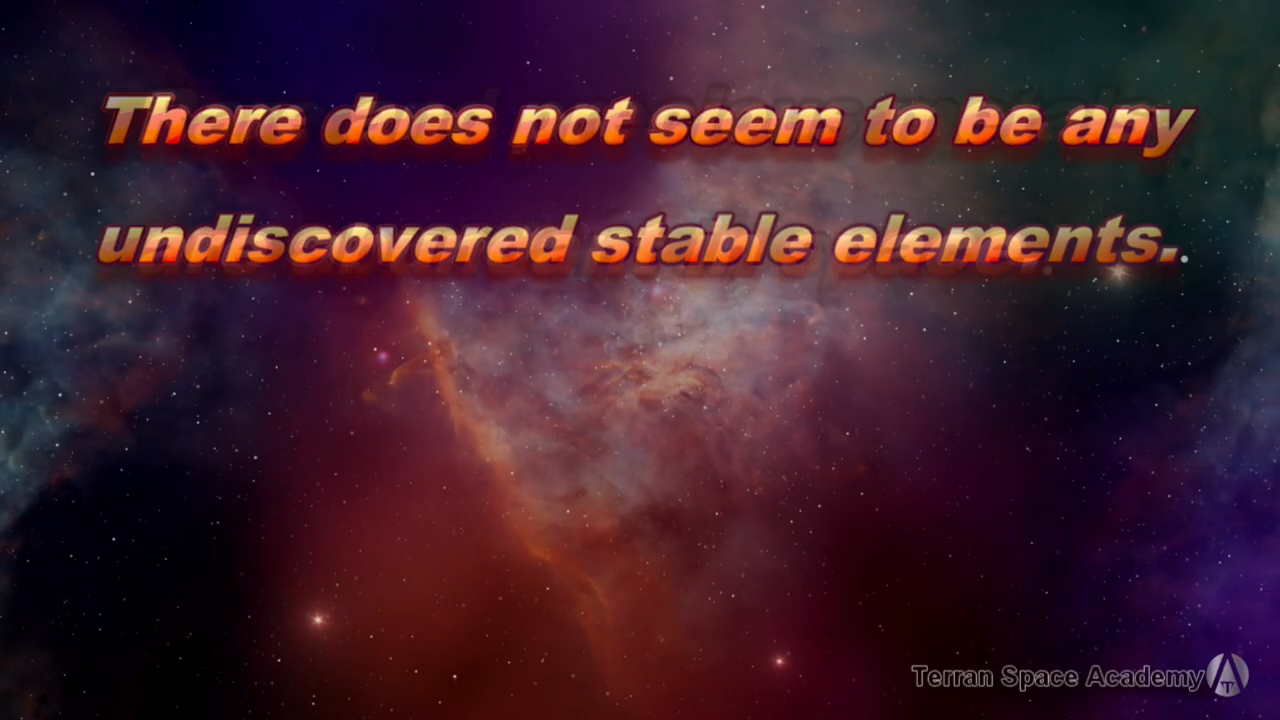 There does not seem to be any
undiscovered stable elements.
Terran Space Academy